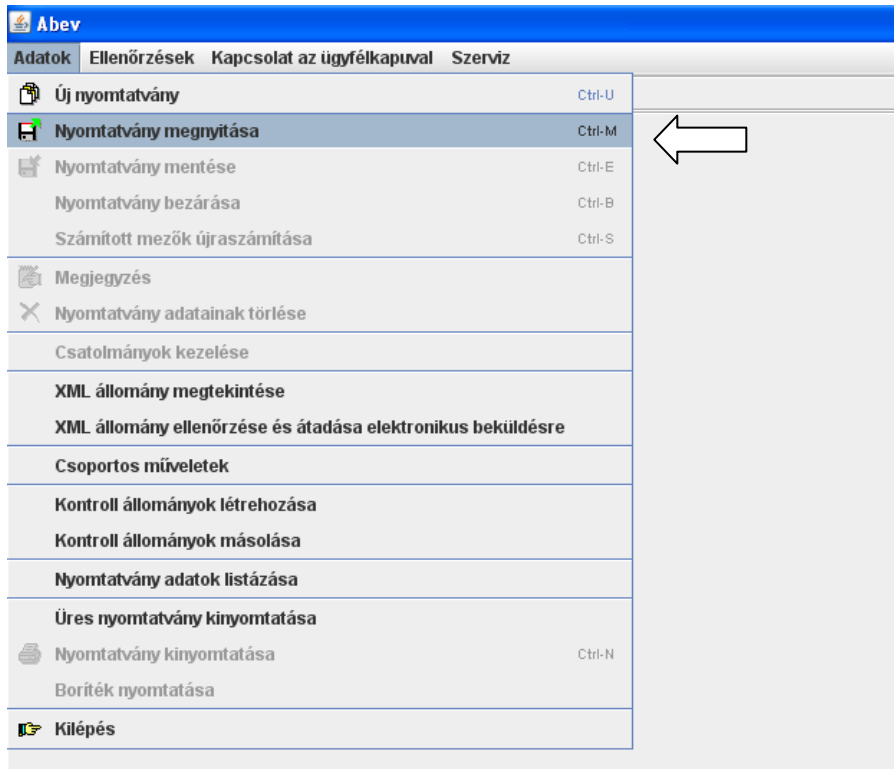 Abev
Adatok Ellenőrzések Kapcsolat az ügyfélkapuval Szerviz
Új nyomtatvány Ctrl-U
Nyomtatvány megnyitása Ctrl-M
Nyomtatvány mentése Ctrl-E
Nyomtatvány bezárása Ctrl-B
Számított mezők újraszámítása Ctrl-S
Megjegyzés
Nyomtatvány adatainak törlése
Csatolmányok kezelése
XML állomány megtekintése
XML állomány ellenőrzése és átadása elektronikus beküldésre
Csoportos műveletek
Kontroll állományok létrehozása
Kontroll állományok másolása
Nyomtatvány adatok listázása
Üres nyomtatvány kinyomtatása
Nyomtatvány kinyomtatása Ctrl-N
Boríték nyomtatása
Kilépés